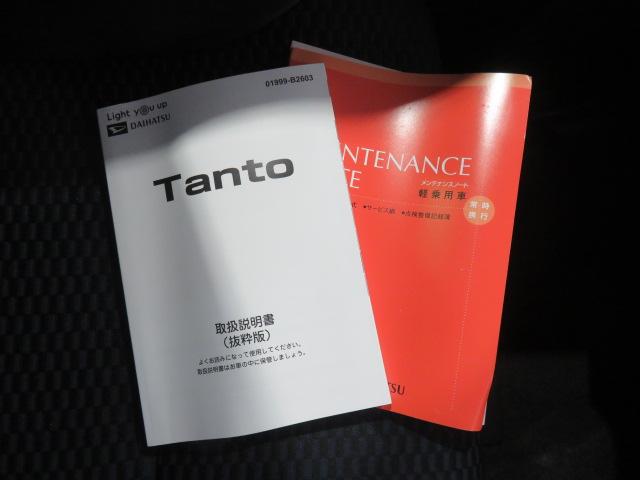 01999-B2603
Light you up
DAIHATSU
Tanto
取扱説明書
(抜粋版)
よくお読みになって使用してください。
取扱説明書はお車の中に保管しましょう。
NTENANCE
メンテナンスノート
軽乗用車
常時
携行
●サービス網 ●点検整備記録簿